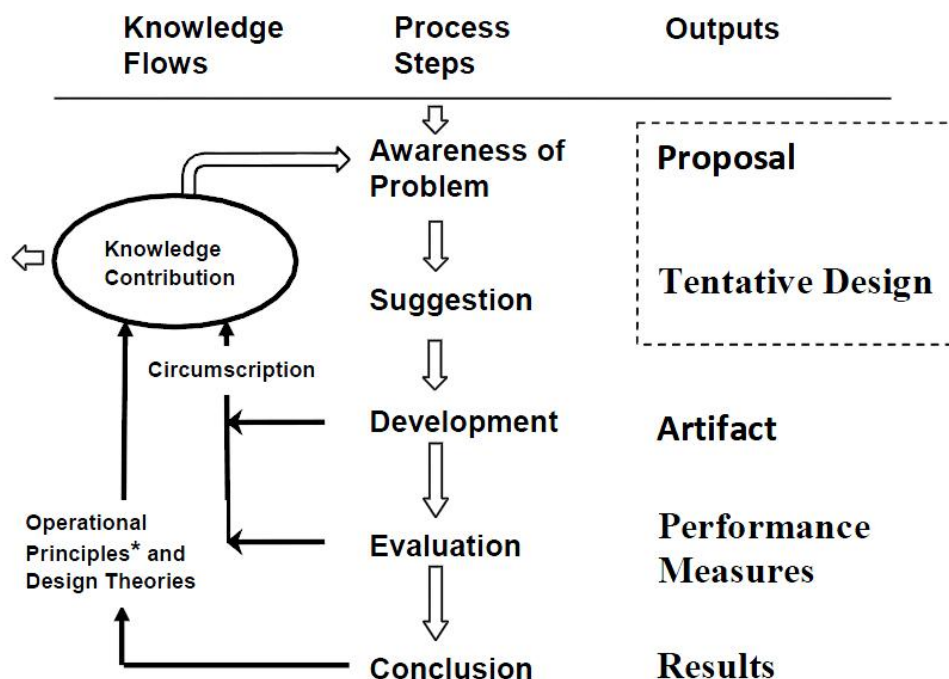 Knowledge
Flows
Process
Steps
Outputs
Awareness of
Problem
Proposal
Knowledge
Contribution
Suggestion
Tentative Design
Circumscription
Development
Artifact
Operational
Principles* and
Design Theories
Evaluation
Performance
Measures
Conclusion
Results